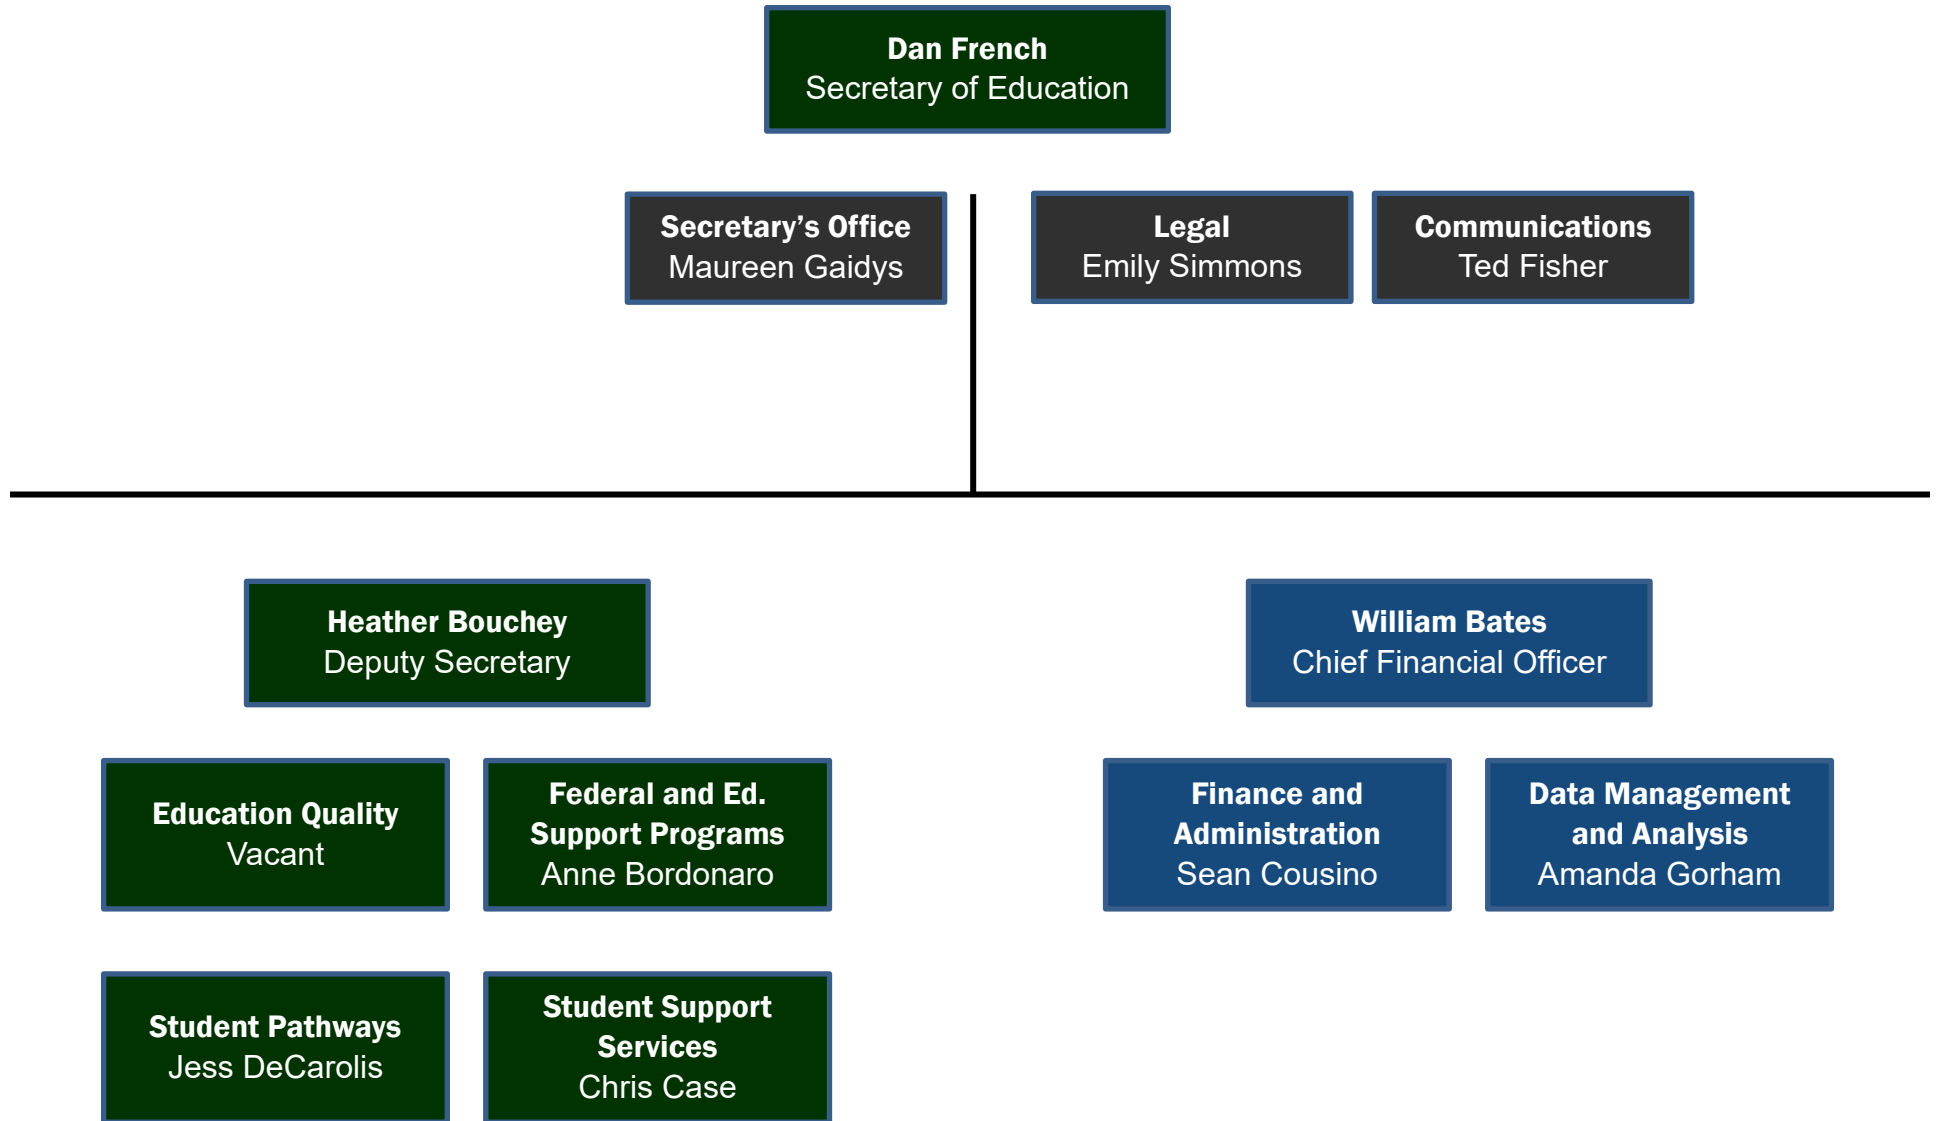 Dan French
Secretary of Education
Secretary’s Office
Maureen Gaidys
Legal
Emily Simmons
Communications
Ted Fisher
Heather Bouchey
Deputy Secretary
William Bates
Chief Financial Officer
Education Quality
Vacant
Federal and Ed.
Support Programs
Anne Bordonaro
Finance and
Administration
Sean Cousino
Data Management
and Analysis
Amanda Gorham
Student Pathways
Jess DeCarolis
Student Support
Services
Chris Case